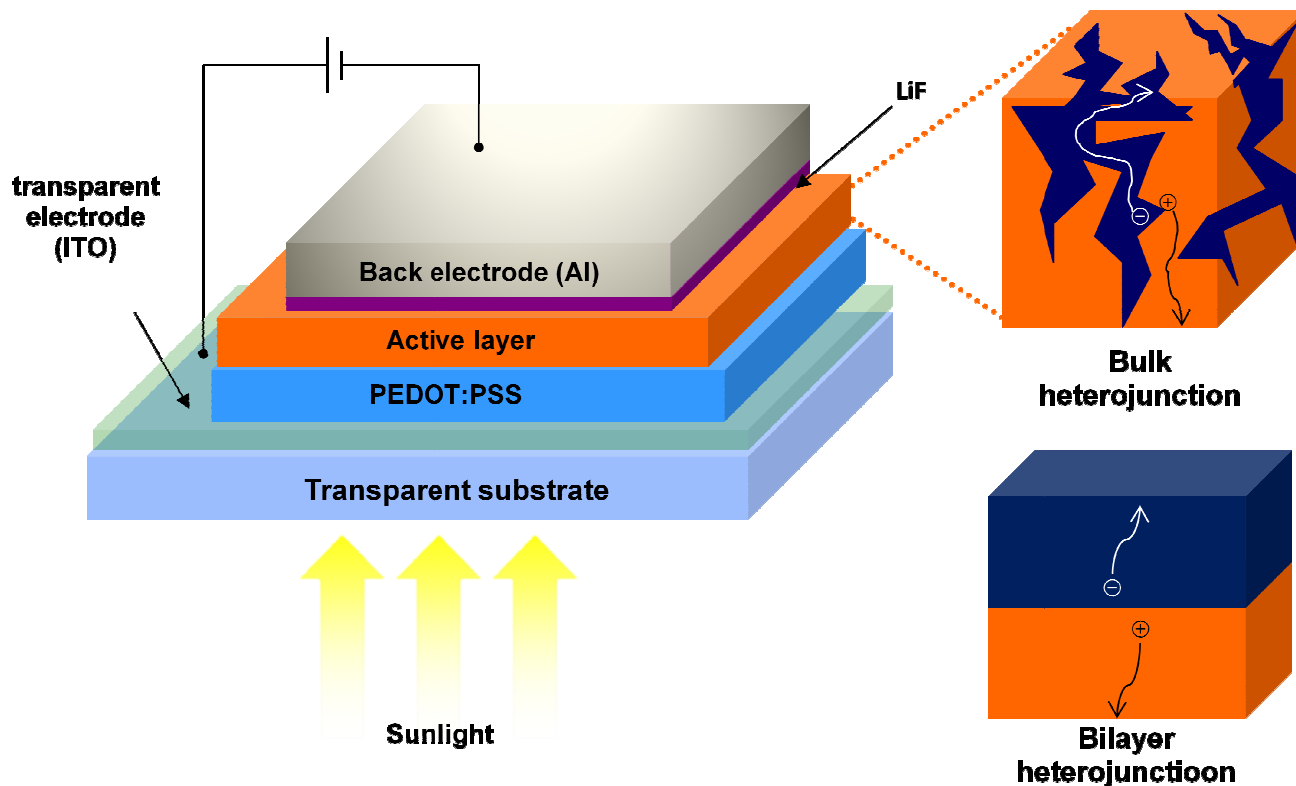 LiF
transparent
electrode
(ITO)
Back electrode (Al)
Active layer
PEDOT:PSS
Transparent substrate
Sunlight
Bulk
heterojunction
Bilayer
heterojunctioon